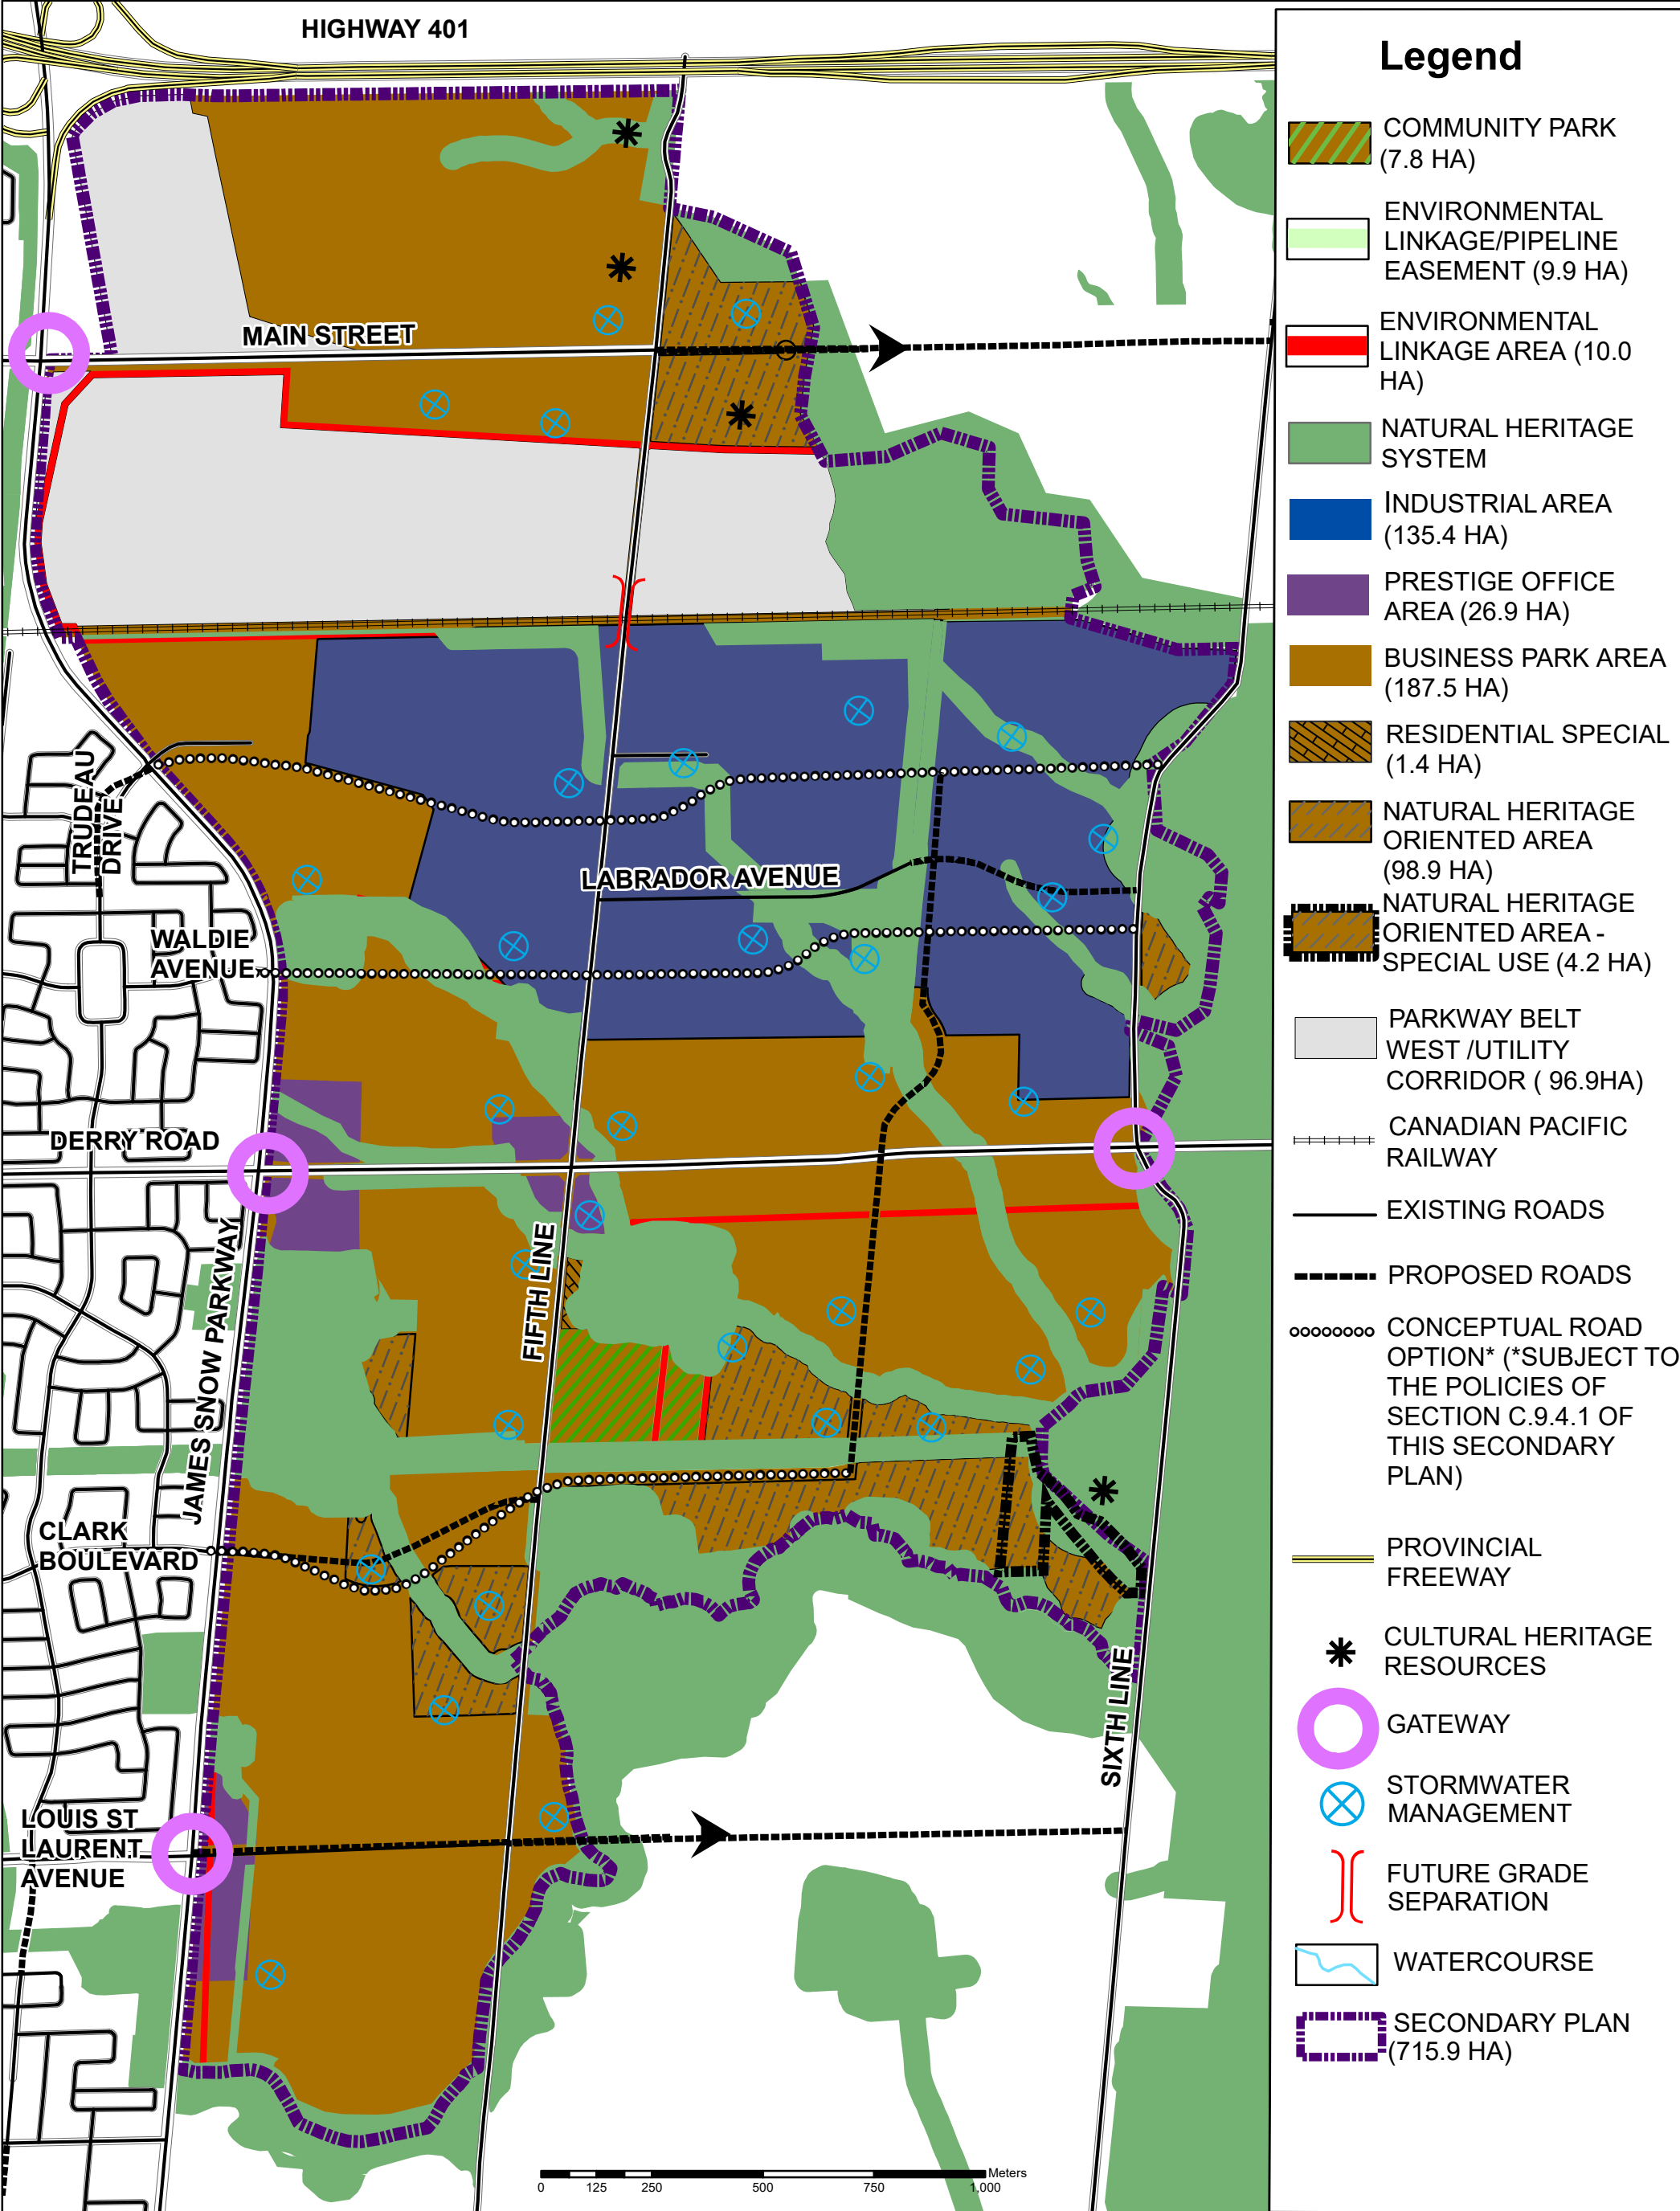 HIGHWAY 401
MAIN STREET
TRUDEAU
DRIVE
LABRADOR AVENUE
WALDIE
AVENUE
DERRY ROAD
JAMES SNOW PARKWAY
FIFTH LINE
CLARK
BOULEVARD
SIXTH LINE
LOUIS ST
LAURENT
AVENUE
Meters
0 125 250 500 750 1,000
Legend
COMMUNITY PARK
(7.8 HA)
ENVIRONMENTAL
LINKAGE/PIPELINE
EASEMENT (9.9 HA)
ENVIRONMENTAL
LINKAGE AREA (10.0
HA)
NATURAL HERITAGE
SYSTEM
INDUSTRIAL AREA
(135.4 HA)
PRESTIGE OFFICE
AREA (26.9 HA)
BUSINESS PARK AREA
(187.5 HA)
RESIDENTIAL SPECIAL
(1.4 HA)
NATURAL HERITAGE
ORIENTED AREA
(98.9 HA)
NATURAL HERITAGE
ORIENTED AREA -
SPECIAL USE (4.2 HA)
PARKWAY BELT
WEST /UTILITY
CORRIDOR ( 96.9HA)
CANADIAN PACIFIC
RAILWAY
EXISTING ROADS
PROPOSED ROADS
CONCEPTUAL ROAD
OPTION* (*SUBJECT TO
THE POLICIES OF
SECTION C.9.4.1 OF
THIS SECONDARY
PLAN)
PROVINCIAL
FREEWAY
CULTURAL HERITAGE
RESOURCES
GATEWAY
STORMWATER
MANAGEMENT
FUTURE GRADE
SEPARATION
WATERCOURSE
SECONDARY PLAN
(715.9 HA)